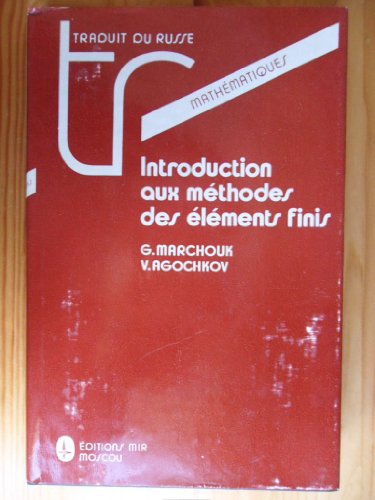 TRADUIT DU RUSSE
tr
MATHÉMATIQUES
Introduction
aux méthodes
des éléments finis
G. MARCHOUK
V. AGOCHKOV
ÉDITIONS MIR
MOSCOU